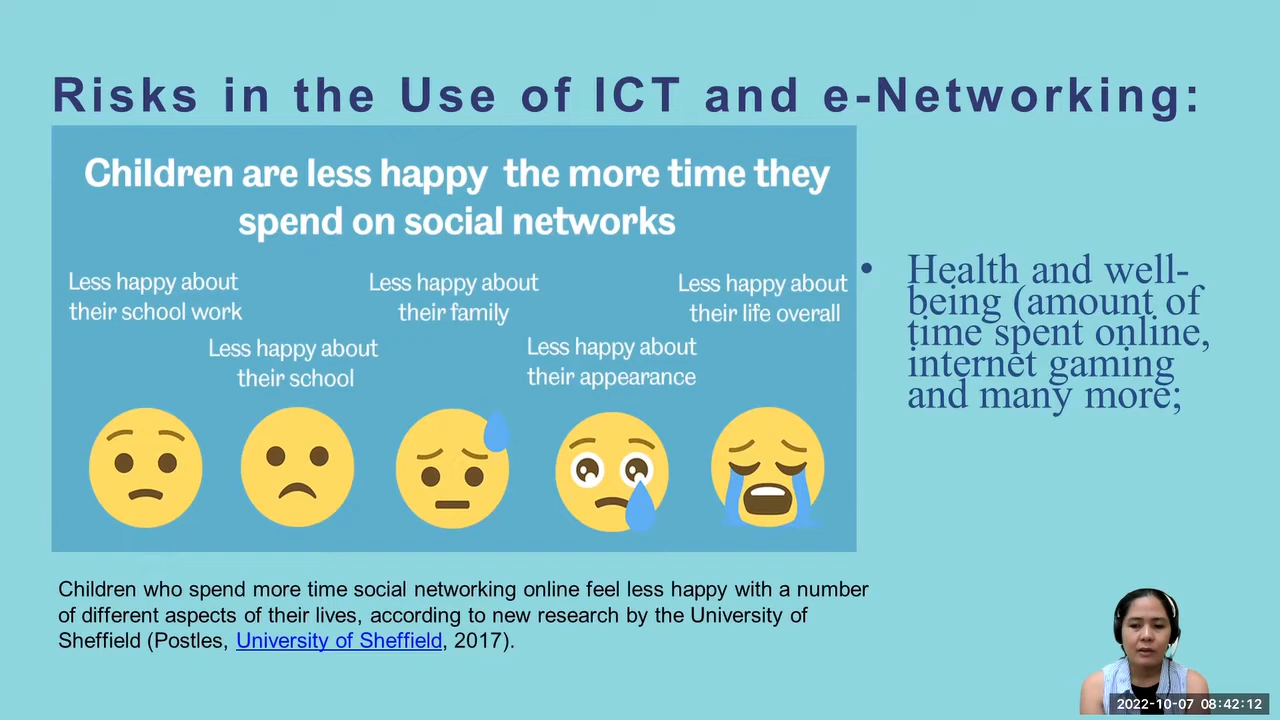 Risks in the Use of ICT and e-Networking:
Children are less happy the more time they
spend on social networks
Less happy about
their school work
Less happy about
their school
Less happy about
their family
Less happy about
their appearance
Less happy about
their life overall
• Health and well-
being (amount of
time spent online,
internet gaming
and many more;
Children who spend more time social networking online feel less happy with a number
of different aspects of their lives, according to new research by the University of
Sheffield (Postles, University of Sheffield, 2017).
2022-10-07 08:42:12